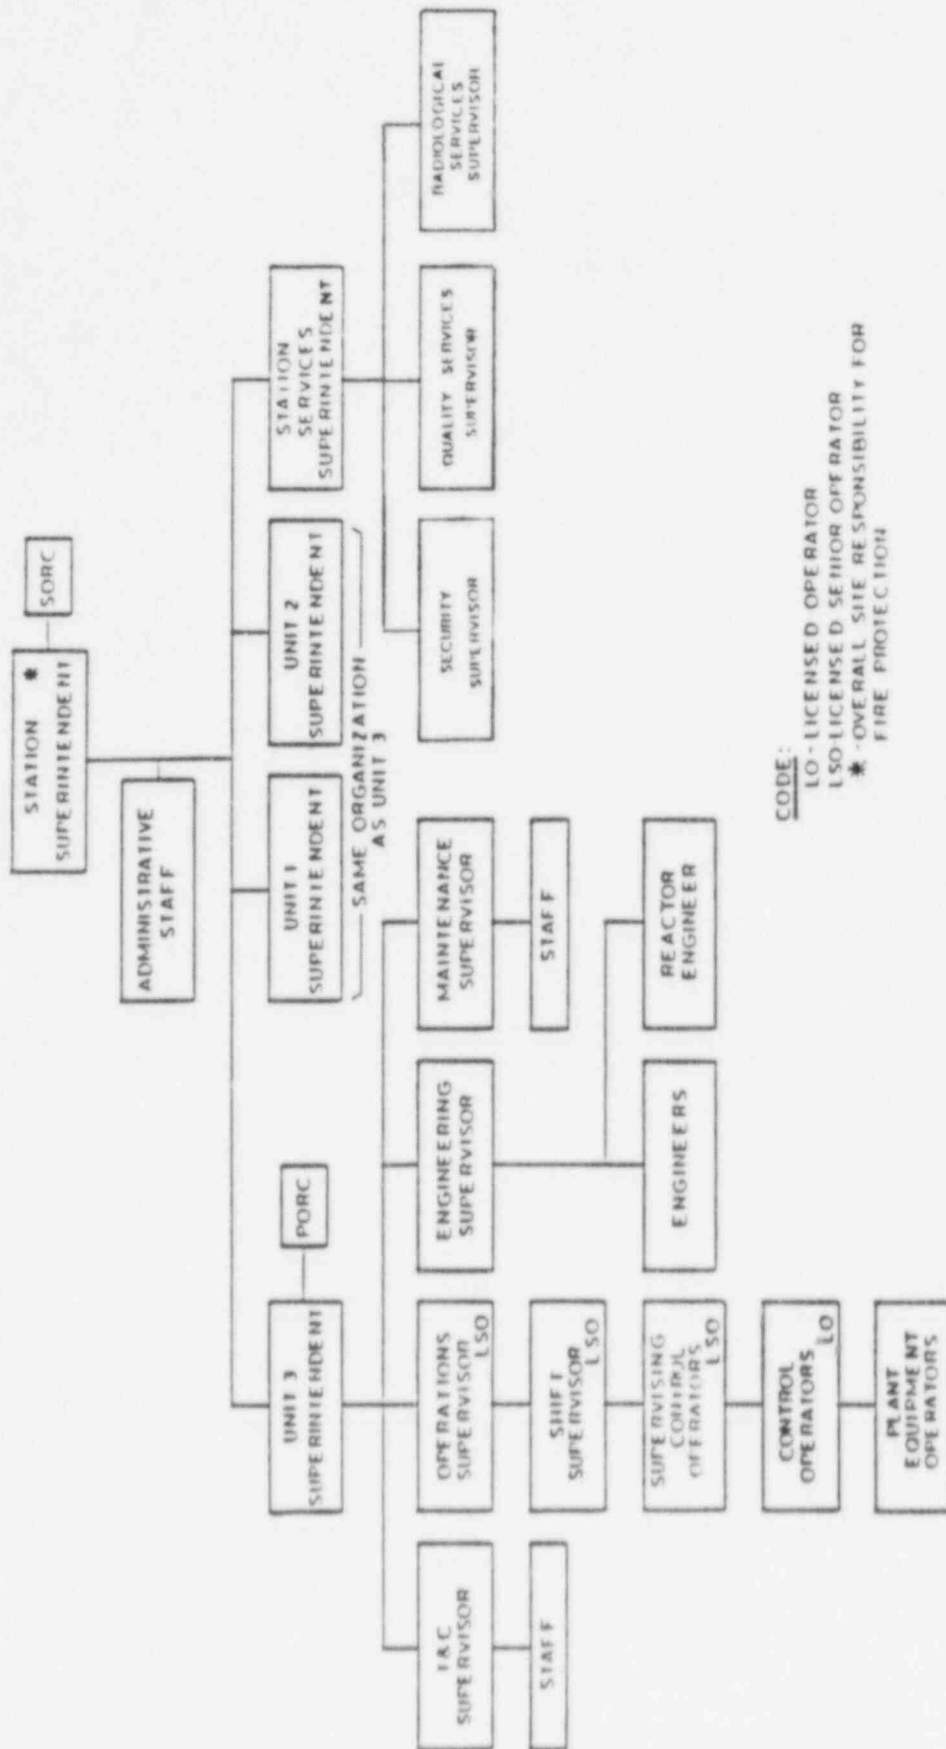 STATION *
SUPERINTENDENT
SORC
ADMINISTRATIVE
STAFF
UNIT 3
SUPERINTENDENT
PORC
UNIT 1
SUPERINTENDENT
UNIT 2
SUPERINTENDENT
SAME ORGANIZATION
AS UNIT 3
STATION
SERVICES
SUPERINTENDENT
I&C
SUPERVISOR
STAFF
OPERATIONS
SUPERVISOR
LSO
SHIFT
SUPERVISOR
LSO
SUPERVISING
CONTROL
OPERATORS
LSO
CONTROL
OPERATORS
LO
PLANT
EQUIPMENT
OPERATORS
ENGINEERING
SUPERVISOR
ENGINEERS
REACTOR
ENGINEER
MAINTENANCE
SUPERVISOR
STAFF
SECURITY
SUPERVISOR
QUALITY SERVICES
SUPERVISOR
RADIOLOGICAL
SERVICES
SUPERVISOR
CODE:
LO - LICENSED OPERATOR
LSO-LICENSED SENIOR OPERATOR
* - OVERALL SITE RESPONSIBILITY FOR
FIRE PROTECTION